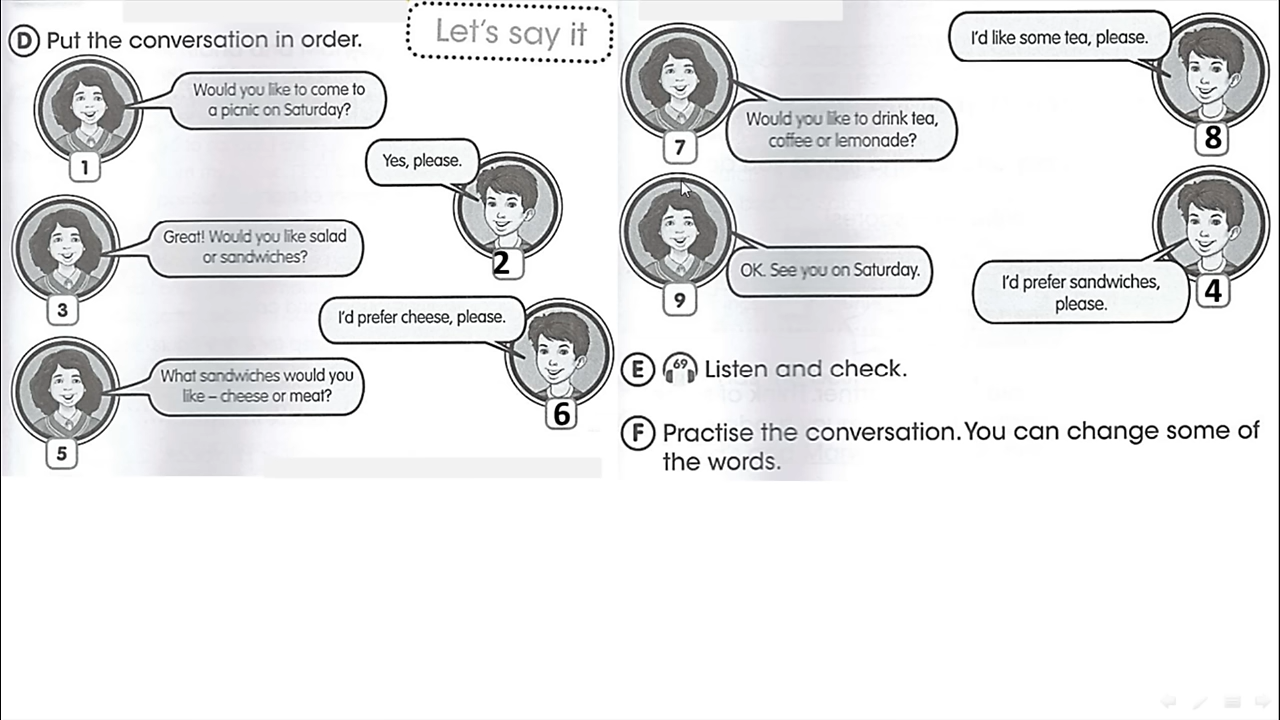 D Put the conversation in order.
Let's say it
Would you like to come to
a picnic on Saturday?
1
Yes, please.
2
Great! Would you like salad
or sandwiches?
3
I'd prefer cheese, please.
6
What sandwiches would you
like – cheese or meat?
5
I'd like some tea, please.
8
Would you like to drink tea,
coffee or lemonade?
7
OK. See you on Saturday.
9
I'd prefer sandwiches,
please.
4
E 69 Listen and check.
F Practise the conversation. You can change some of
the words.